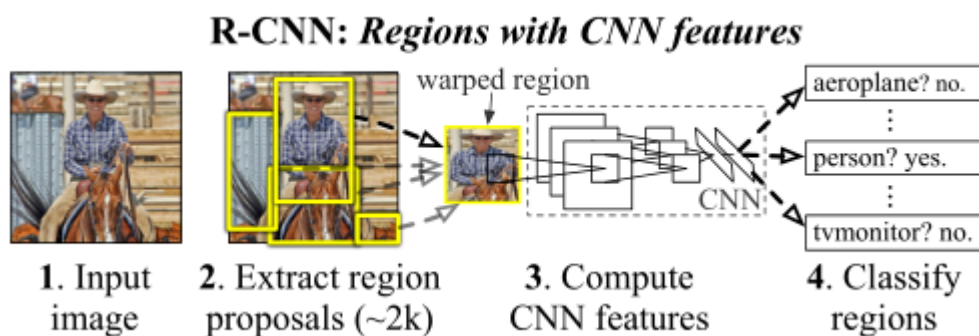 R-CNN: Regions with CNN features
warped region
aeroplane? no.
⋮
person? yes.
⋮
tvmonitor? no.
CNN
1. Input image
2. Extract region proposals (~2k)
3. Compute CNN features
4. Classify regions